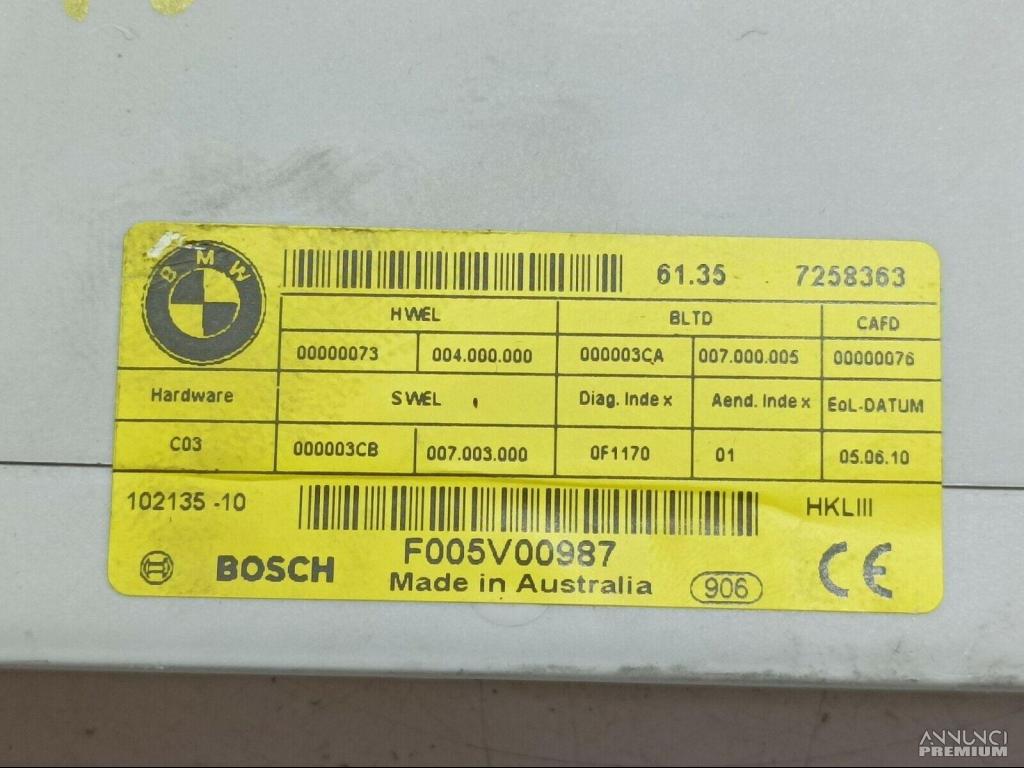 BMW
61.35 7258363
HWEL BLTD CAFD
00000073 004.000.000 000003CA 007.000.005 00000076
Hardware SWEL Diag. Index Aend. Index EoL-DATUM
C03 000003CB 007.003.000 0F1170 01 05.06.10
102135 -10 HKLIII
F005V00987
BOSCH Made in Australia 906 CE
ANNUNCI
PREMIUM